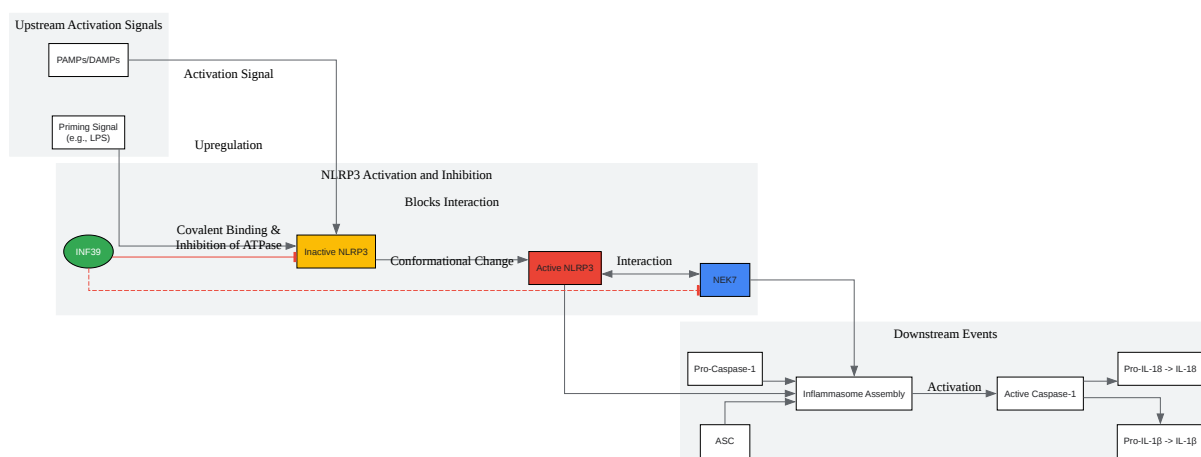 Upstream Activation Signals
PAMPs/DAMPs
Activation Signal
Priming Signal
(e.g., LPS)
Upregulation
NLRP3 Activation and Inhibition
Blocks Interaction
Covalent Binding &
Inhibition of ATPase
INF39
Inactive NLRP3
Conformational Change
Active NLRP3
Interaction
NEK7
Downstream Events
Pro-Caspase-1
Pro-IL-18 -> IL-18
Inflammasome Assembly
Activation
Active Caspase-1
ASC
Pro-IL-1β -> IL-1β